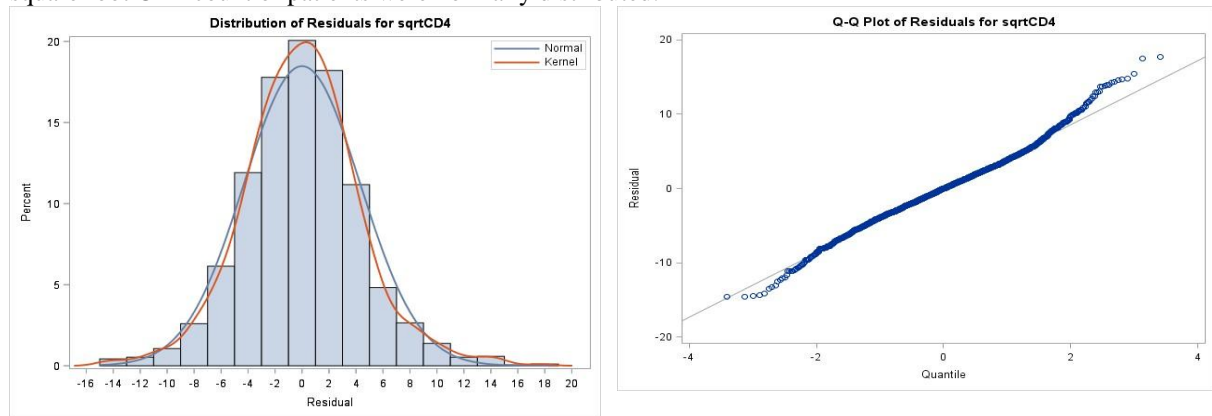 Distribution of Residuals for sqrtCD4
20
15
10
5
0
Percent
Normal
Kernel
-16 -14 -12 -10 -8 -6 -4 -2 0 2 4 6 8 10 12 14 16 18 20
Residual
Q-Q Plot of Residuals for sqrtCD4
20
10
0
-10
-20
Residual
-4 -2 0 2 4
Quantile